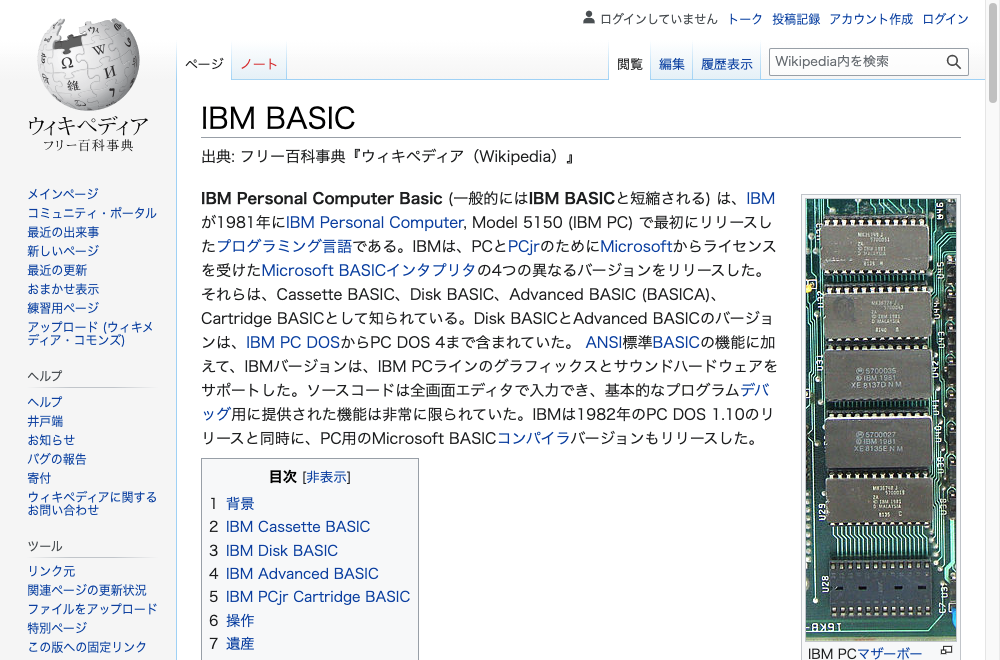 ログインしていません トーク 投稿記録 アカウント作成 ログイン
ページ ノート 閲覧 編集 履歴表示 Wikipedia内を検索
ウィキペディア
フリー百科事典
メインページ
コミュニティ・ポータル
最近の出来事
新しいページ
最近の更新
おまかせ表示
練習用ページ
アップロード (ウィキメ
ディア・コモンズ)
ヘルプ
ヘルプ
井戸端
お知らせ
バグの報告
寄付
ウィキペディアに関する
お問い合わせ
ツール
リンク元
関連ページの更新状況
ファイルをアップロード
特別ページ
この版への固定リンク
IBM BASIC
出典: フリー百科事典『ウィキペディア（Wikipedia）』
IBM Personal Computer Basic (一般的にはIBM BASICと短縮される) は、IBM
が1981年にIBM Personal Computer, Model 5150 (IBM PC) で最初にリリースし
たプログラミング言語である。IBMは、PCとPCjrのためにMicrosoftからライセンス
を受けたMicrosoft BASICインタプリタの4つの異なるバージョンをリリースした。
それらは、Cassette BASIC、Disk BASIC、Advanced BASIC (BASICA)、
Cartridge BASICとして知られている。Disk BASICとAdvanced BASICのバージョ
ンは、IBM PC DOSからPC DOS 4まで含まれていた。 ANSI標準BASICの機能に加
えて、IBMバージョンは、IBM PCラインのグラフィックスとサウンドハードウェアを
サポートした。ソースコードは全画面エディタで入力でき、基本的なプログラムデバ
ッグ用に提供された機能は非常に限られていた。IBMは1982年のPC DOS 1.10のリ
リースと同時に、PC用のMicrosoft BASICコンパイラバージョンもリリースした。
目次 [非表示]
1 背景
2 IBM Cassette BASIC
3 IBM Disk BASIC
4 IBM Advanced BASIC
5 IBM PCjr Cartridge BASIC
6 操作
7 遺産
5700035
© IBM 1981
XE 8137D N M
5700027
© IBM 1981
XE 8135E N M
U29
U28
16KB
IBM PCマザーボー